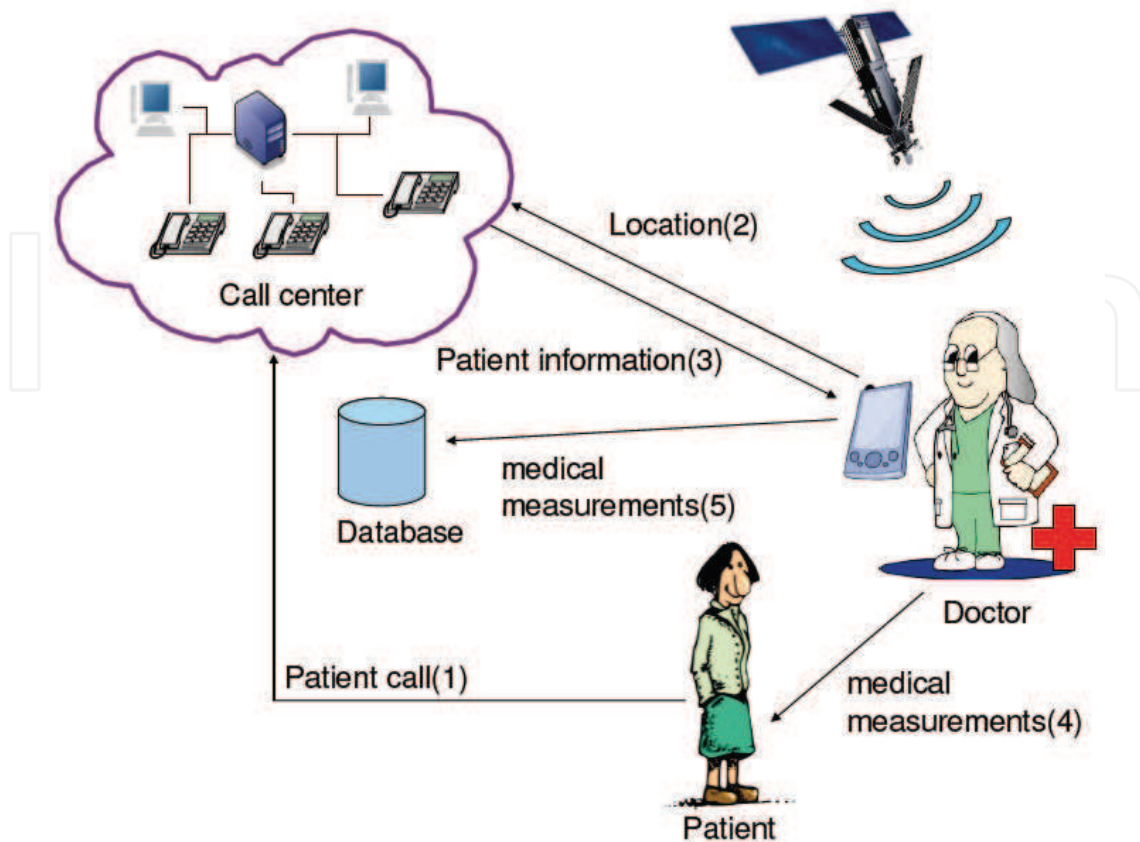 Location(2)
Call center
Patient information(3)
medical
measurements(5)
Database
Doctor
Patient call(1)
medical
measurements(4)
Patient